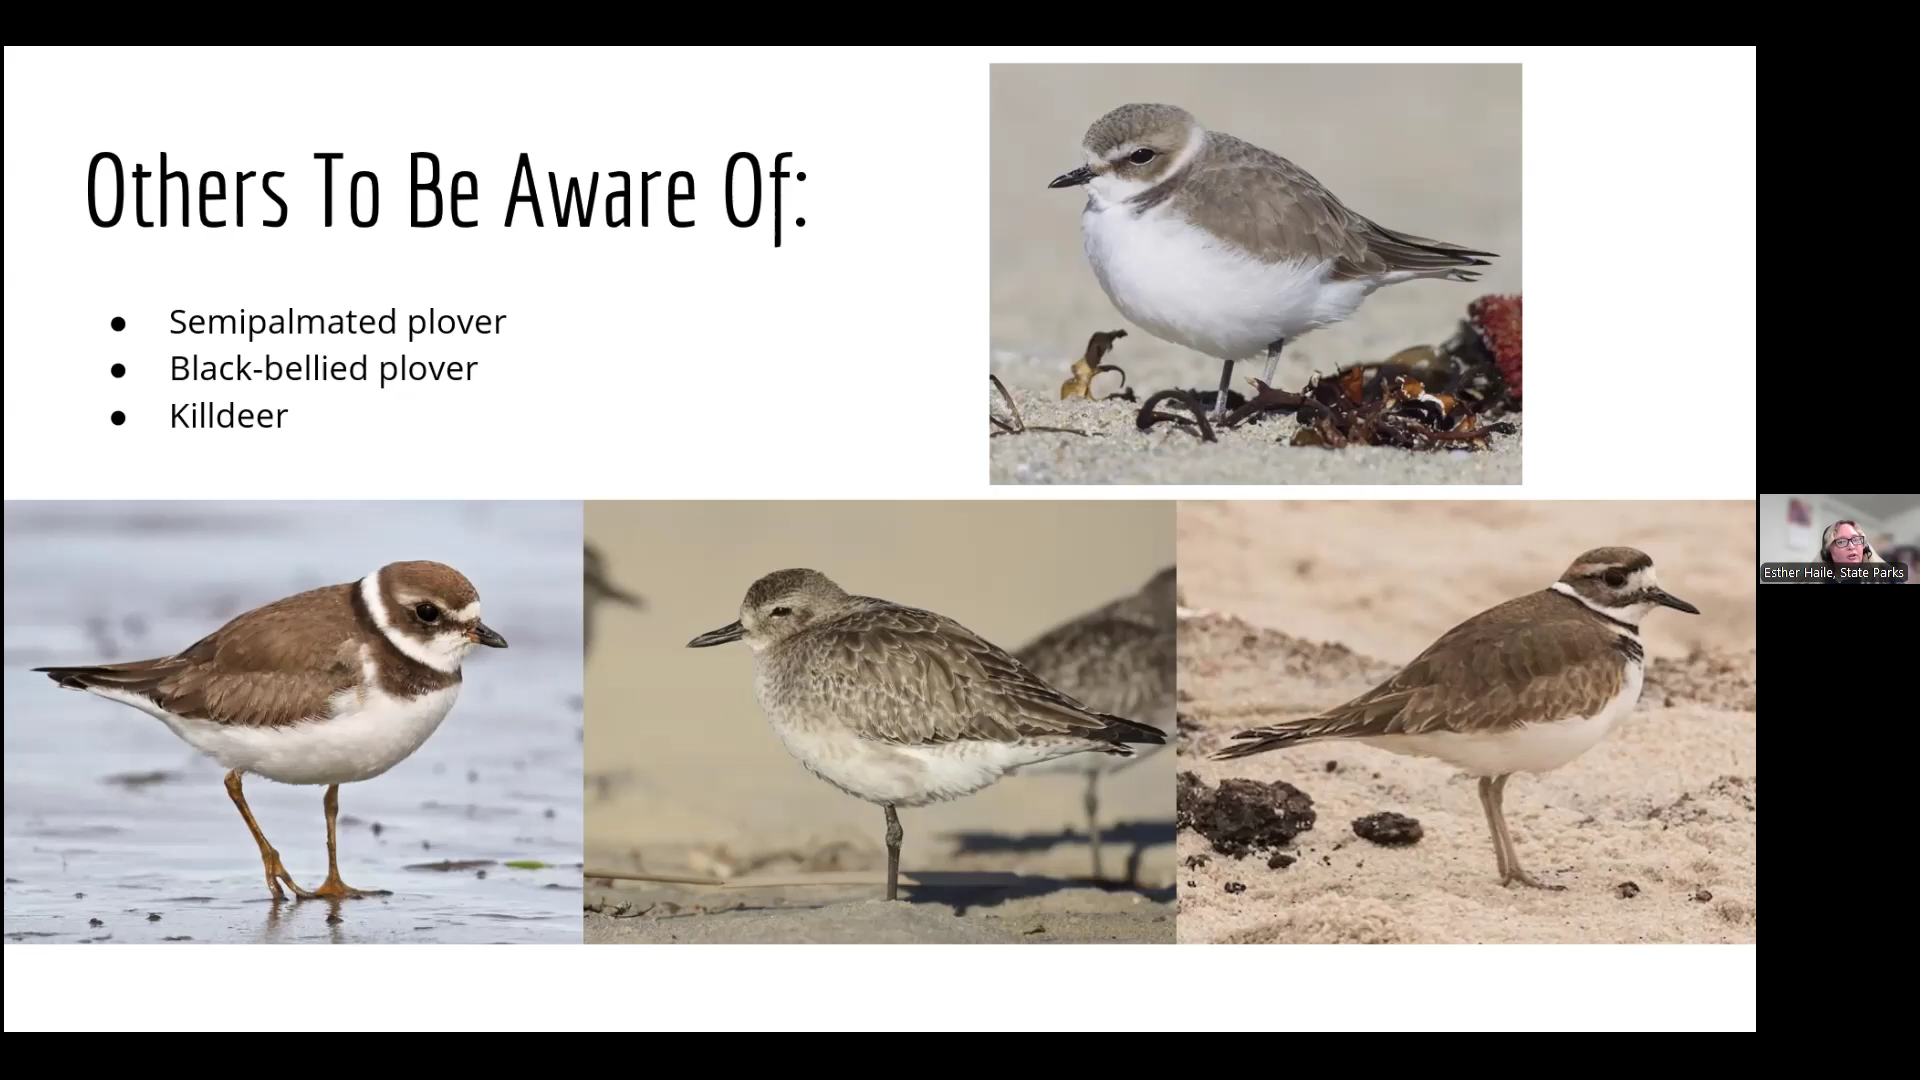 Others To Be Aware Of:
● Semipalmated plover
● Black-bellied plover
● Killdeer
Esther Haile, State Parks